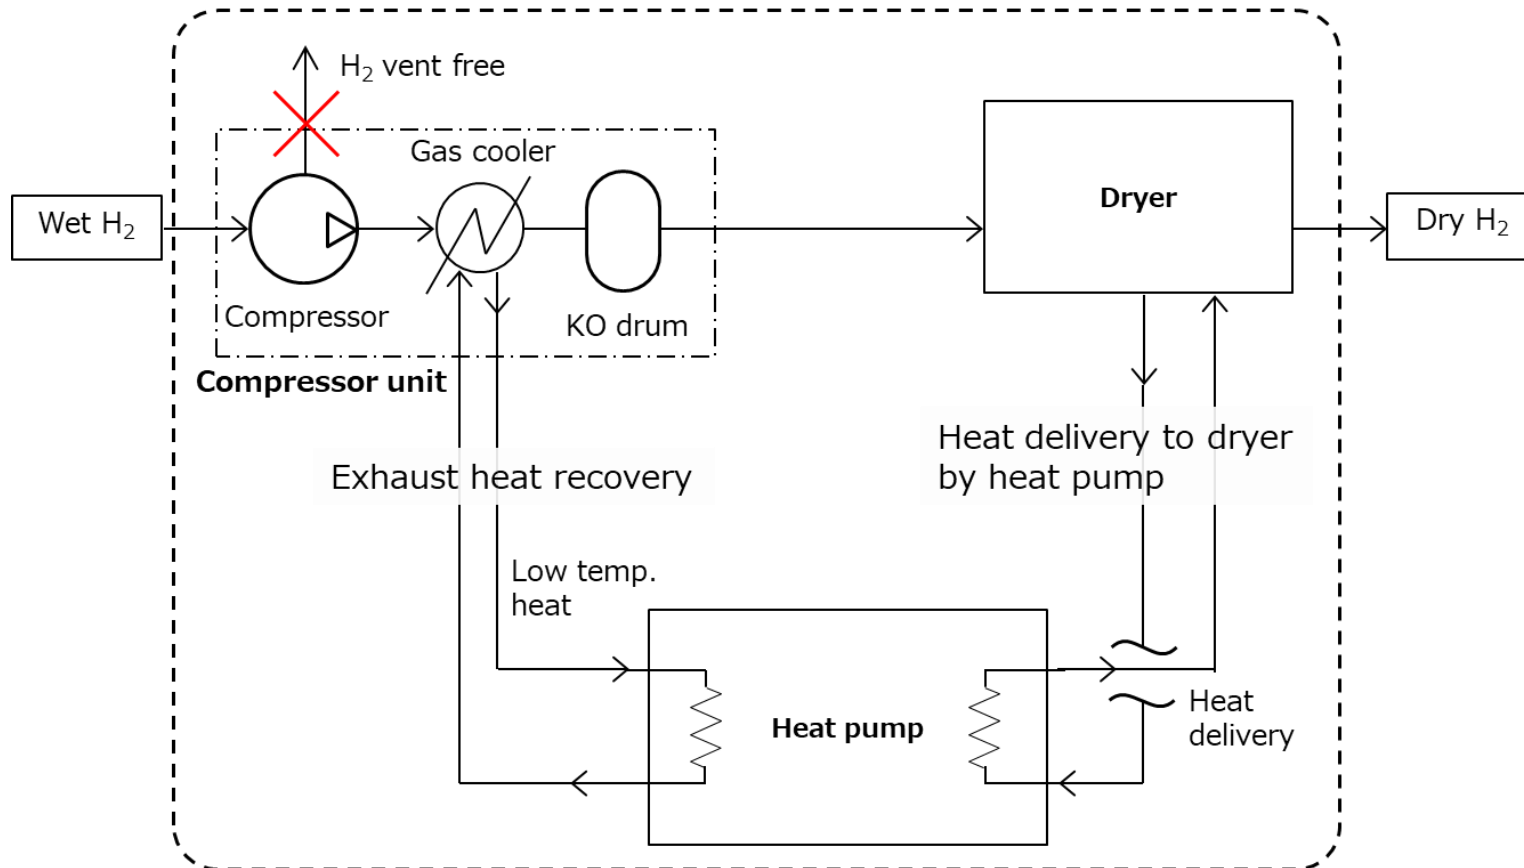 H₂ vent free
Gas cooler
Wet H₂
Dryer
Dry H₂
Compressor
KO drum
Compressor unit
Exhaust heat recovery
Heat delivery to dryer
by heat pump
Low temp.
heat
Heat pump
Heat
delivery